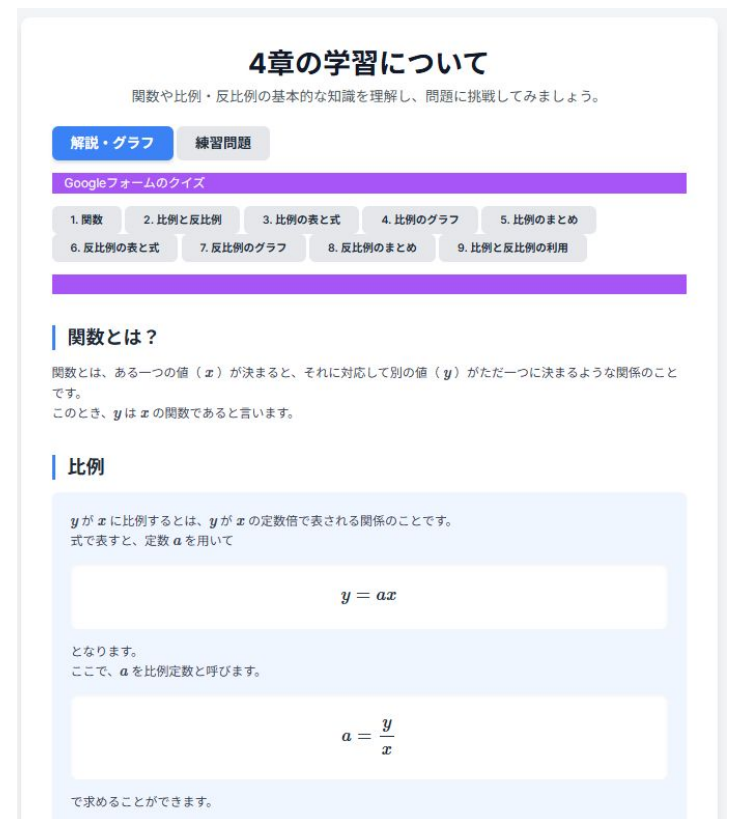 4章の学習について
関数や比例・反比例の基本的な知識を理解し、問題に挑戦してみましょう。
解説・グラフ 練習問題
Googleフォームのクイズ
1. 関数 2. 比例と反比例 3. 比例の表と式 4. 比例のグラフ 5. 比例のまとめ
6. 反比例の表と式 7. 反比例のグラフ 8. 反比例のまとめ 9. 比例と反比例の利用
関数とは？
関数とは、ある一つの値（ x ）が決まると、それに対応して別の値（ y ）がただ一つに決まるような関係のこと
です。
このとき、y は x の関数であると言います。
比例
y が x に比例するとは、y が x の定数倍で表される関係のことです。
式で表すと、定数 a を用いて
y = ax
となります。
ここで、a を比例定数と呼びます。
a = y/x
で求めることができます。